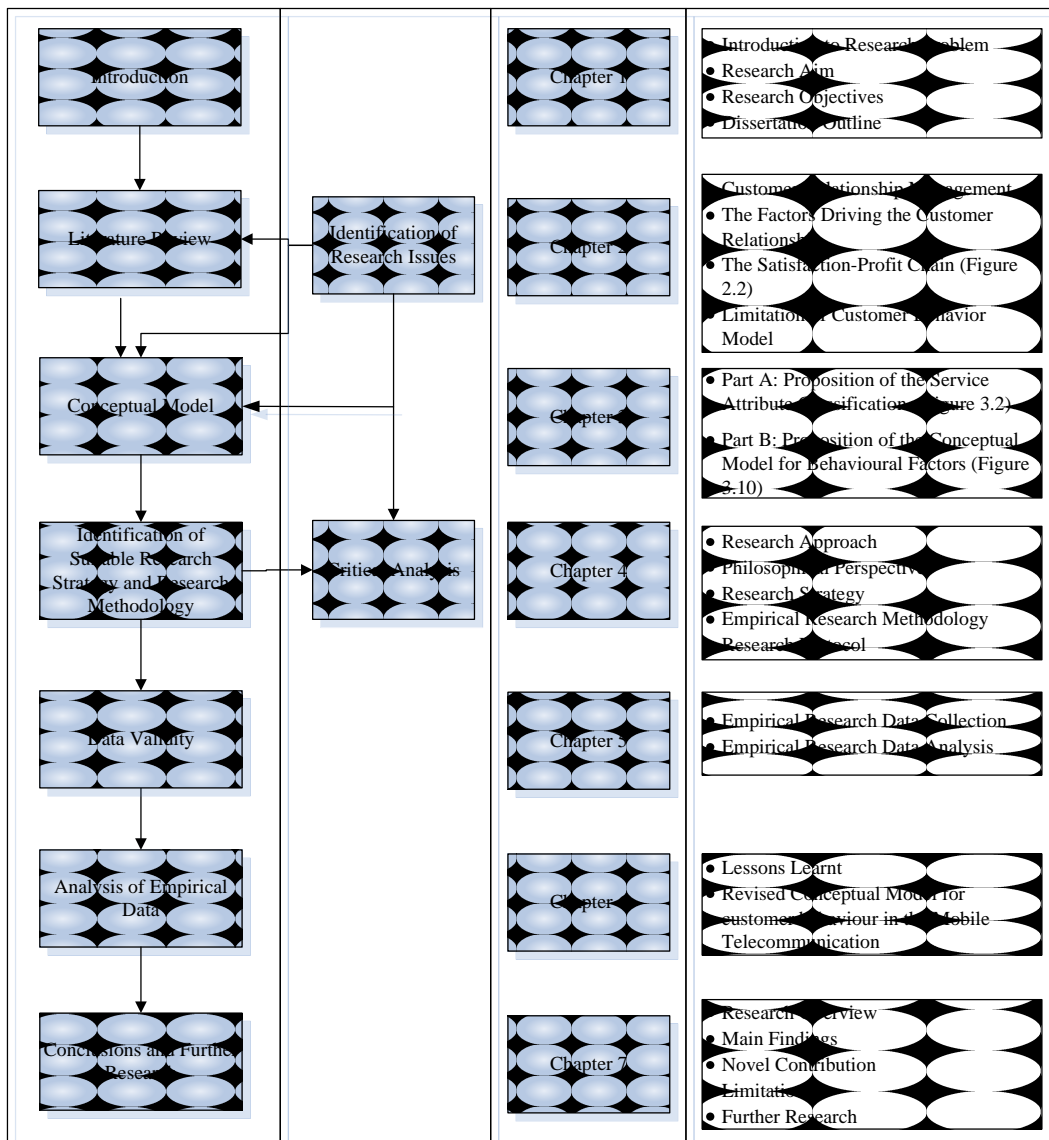 Introduction
Chapter 1
• Introduction to Research Problem
• Research Aim
• Research Objectives
• Dissertation Outline
Literature Review
Identification of
Research Issues
Chapter 2
Customer Relationship Management
• The Factors Driving the Customer
Relationship
• The Satisfaction-Profit Chain (Figure
2.2)
• Limitation of Customer Behavior
Model
Conceptual Model
Chapter 3
• Part A: Proposition of the Service
Attribute Classification (Figure 3.2)
• Part B: Proposition of the Conceptual
Model for Behavioural Factors (Figure
3.10)
Identification of
Suitable Research
Strategy and Research
Methodology
Critical Analysis
Chapter 4
• Research Approach
• Philosophical Perspective
• Research Strategy
• Empirical Research Methodology
Research Protocol
Data Validity
Chapter 5
• Empirical Research Data Collection
• Empirical Research Data Analysis
Analysis of Empirical
Data
Chapter
• Lessons Learnt
• Revised Conceptual Model for
customer behaviour in the Mobile
Telecommunication
Conclusions and Further
Research
Chapter 7
• Research Overview
• Main Findings
• Novel Contribution
Limitation
• Further Research